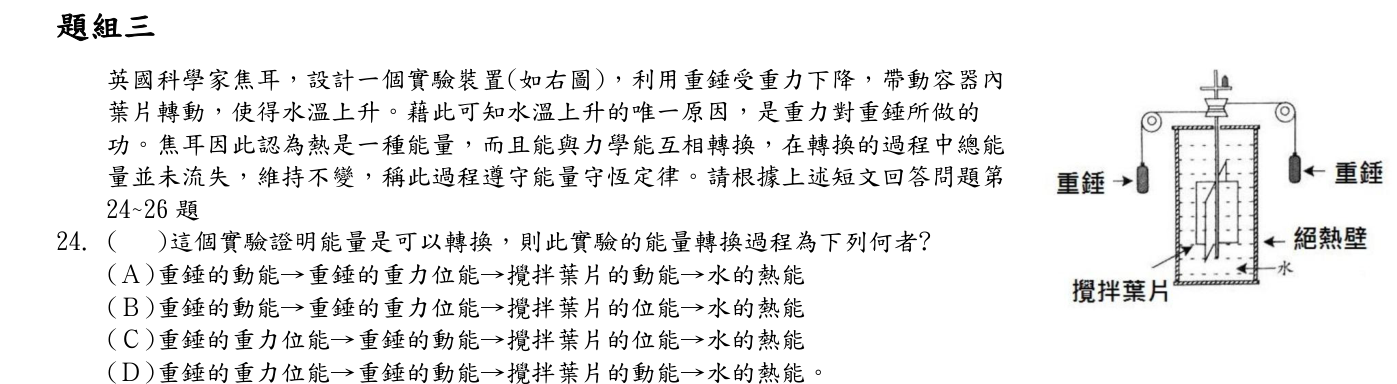 題組三
英國科學家焦耳，設計一個實驗裝置(如右圖)，利用重錘受重力下降，帶動容器內
葉片轉動，使得水溫上升。藉此可知水溫上升的唯一原因，是重力對重錘所做的
功。焦耳因此認為熱是一種能量，而且能與力學能互相轉換，在轉換的過程中總能
量並未流失，維持不變，稱此過程遵守能量守恆定律。請根據上述短文回答問題第
24~26 題
24. (　)這個實驗證明能量是可以轉換，則此實驗的能量轉換過程為下列何者?
(A)重錘的動能→重錘的重力位能→攪拌葉片的動能→水的熱能
(B)重錘的動能→重錘的重力位能→攪拌葉片的位能→水的熱能
(C)重錘的重力位能→重錘的動能→攪拌葉片的位能→水的熱能
(D)重錘的重力位能→重錘的動能→攪拌葉片的動能→水的熱能。
重錘
重錘
絕熱壁
水
攪拌葉片